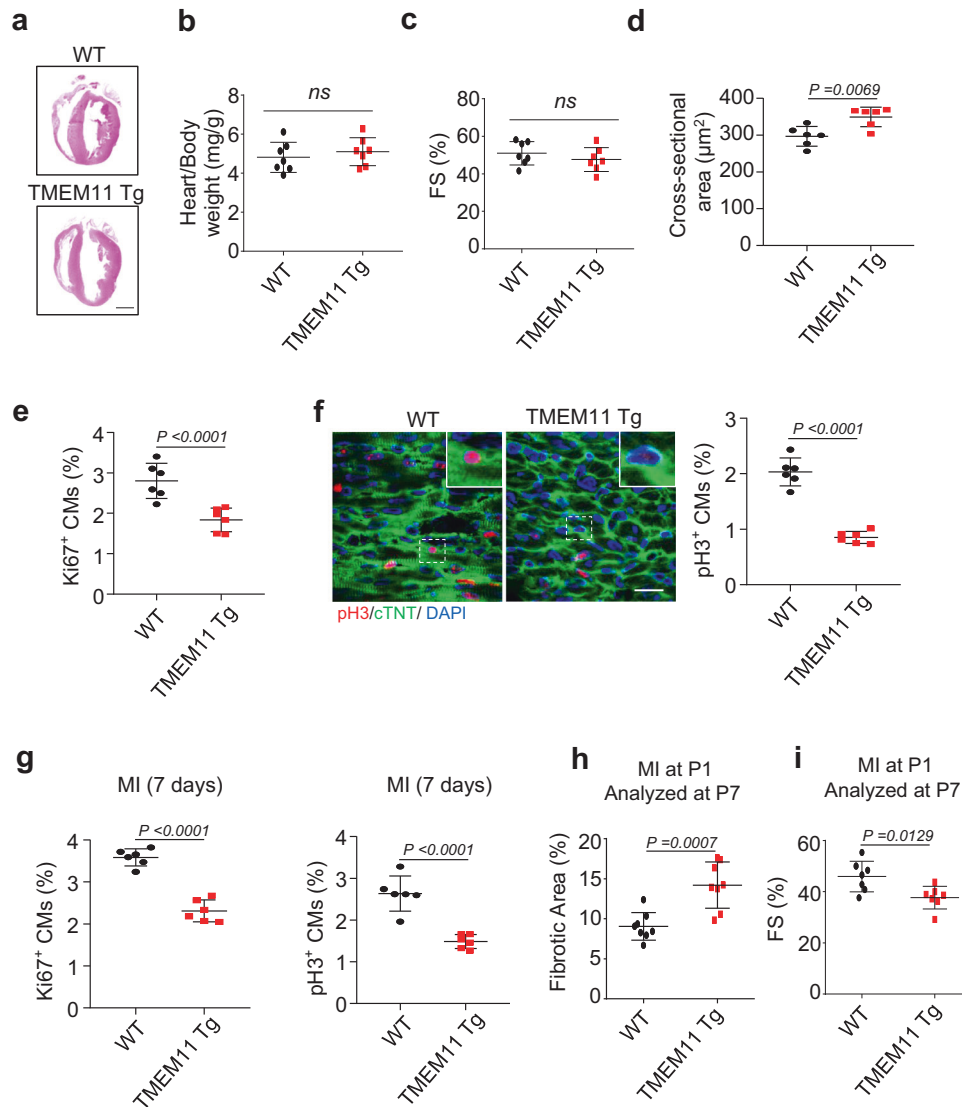 a
WT
TMEM11 Tg
b
Heart/Body
weight (mg/g)
ns
8
6
4
2
0
WT
TMEM11 Tg
c
FS (%)
ns
80
60
40
20
0
WT
TMEM11 Tg
d
Cross-sectional
area (µm²)
P =0.0069
400
300
200
100
0
WT
TMEM11 Tg
e
Ki67⁺ CMs (%)
P <0.0001
4
3
2
1
0
WT
TMEM11 Tg
f
WT
TMEM11 Tg
pH3/cTNT/ DAPI
pH3⁺ CMs (%)
P <0.0001
3
2
1
0
WT
TMEM11 Tg
g
MI (7 days)
Ki67⁺ CMs (%)
P <0.0001
4
3
2
1
0
WT
TMEM11 Tg
MI (7 days)
pH3⁺ CMs (%)
P <0.0001
4
3
2
1
0
WT
TMEM11 Tg
h
MI at P1
Analyzed at P7
Fibrotic Area (%)
P =0.0007
20
15
10
5
0
WT
TMEM11 Tg
i
MI at P1
Analyzed at P7
FS (%)
P =0.0129
60
40
20
0
WT
TMEM11 Tg